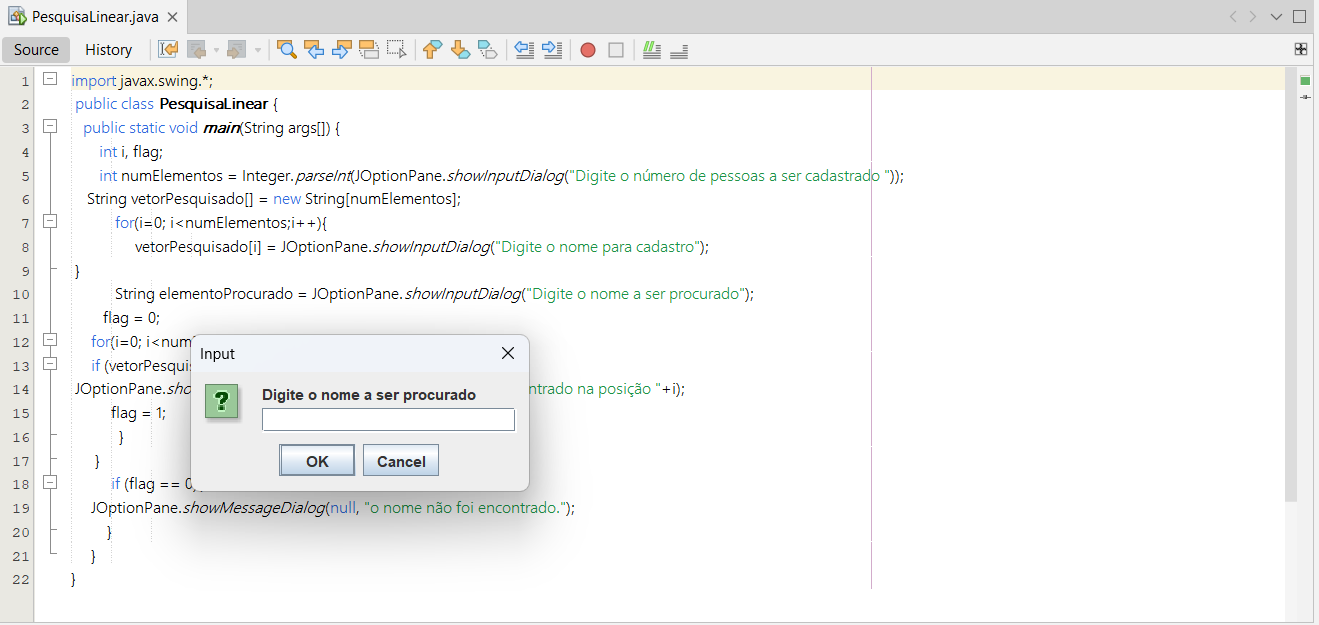 PesquisaLinear.java
Source History
1 import javax.swing.*;
2 public class PesquisaLinear {
3 public static void main(String args[]) {
4 int i, flag;
5 int numElementos = Integer.parseInt(JOptionPane.showInputDialog("Digite o número de pessoas a ser cadastrado "));
6 String vetorPesquisado[] = new String[numElementos];
7 for(i=0; i<numElementos;i++){
8 vetorPesquisado[i] = JOptionPane.showInputDialog("Digite o nome para cadastro");
9 }
10 String elementoProcurado = JOptionPane.showInputDialog("Digite o nome a ser procurado");
11 flag = 0;
12 for(i=0; i<num
13 if (vetorPesqui
14 JOptionPane.sho ntrado na posição "+i);
15 flag = 1;
16 }
17 }
18 if (flag == 0
19 JOptionPane.showMessageDialog(null, "o nome não foi encontrado.");
20 }
21 }
22 }
Input
Digite o nome a ser procurado
OK Cancel